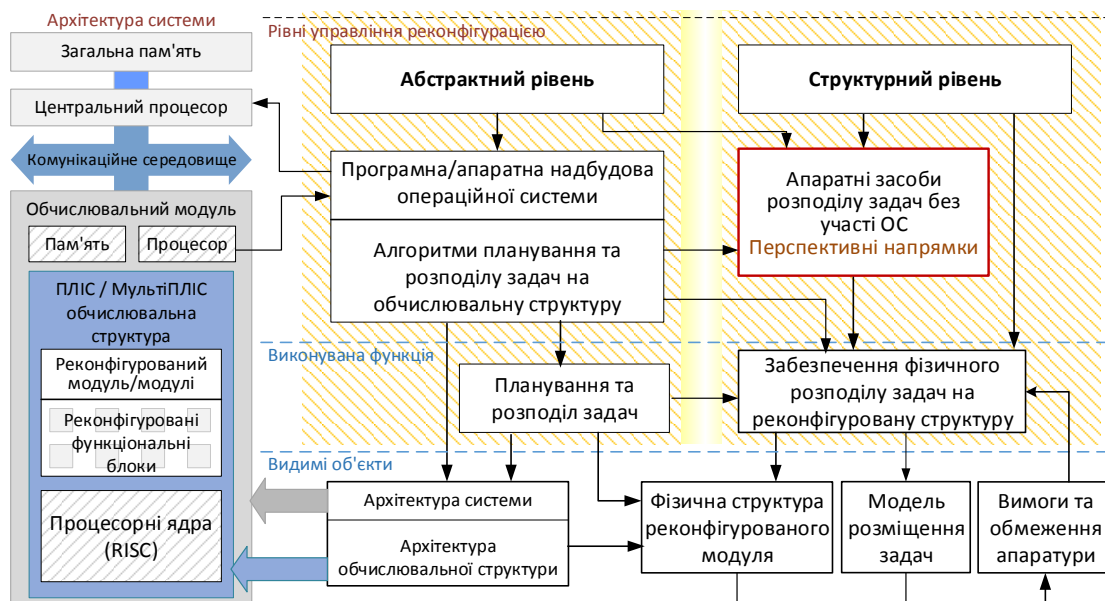 Архітектура системи
Загальна пам'ять
Центральний процесор
Комунікаційне середовище
Обчислювальний модуль
Пам'ять
Процесор
ПЛІС / МультіПЛІС
обчислювальна
структура
Реконфігурований
модуль/модулі
Реконфігуровані
функціональні
блоки
Процесорні ядра
(RISC)
Рівні управління реконфігурацією
Абстрактний рівень
Структурний рівень
Програмна/апаратна надбудова
операційної системи
Алгоритми планування та
розподілу задач на
обчислювальну структуру
Апаратні засоби
розподілу задач без
участі ОС
Перспективні напрямки
Виконувана функція
Планування та
розподіл задач
Забезпечення фізичного
розподілу задач на
реконфігуровану структуру
Видимі об'єкти
Архітектура системи
Архітектура
обчислювальної структури
Фізична структура
реконфігурованого
модуля
Модель
розміщення
задач
Вимоги та
обмеження
апаратури